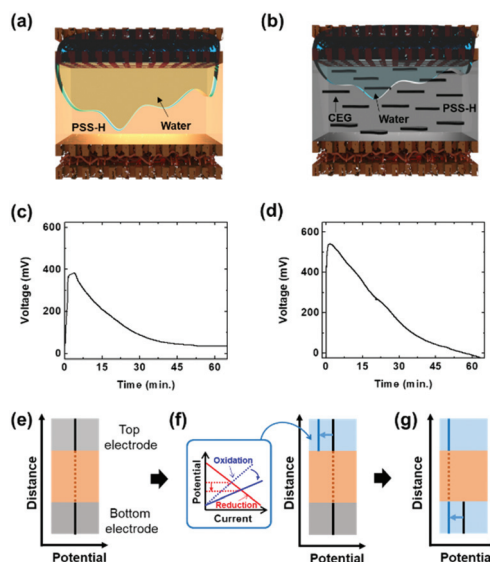 (a)
PSS-H
Water
(b)
CEG
Water
PSS-H
(c)
600
400
200
0
Voltage (mV)
0 15 30 45 60
Time (min.)
(d)
600
400
200
0
Voltage (mV)
0 15 30 45 60
Time (min.)
(e)
Distance
Top
electrode
Bottom
electrode
Potential
(f)
Potential
Oxidation
Reduction
Current
Distance
Potential
(g)
Distance
Potential